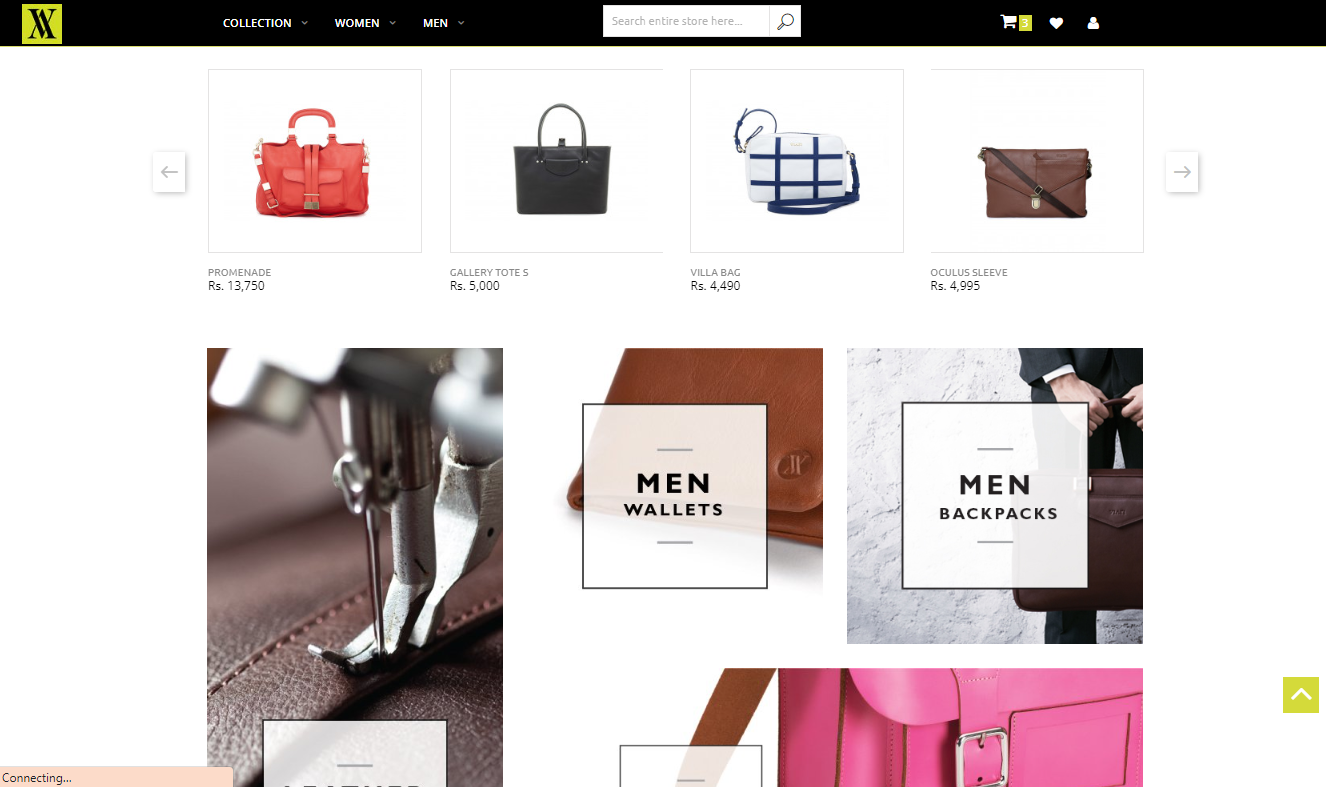 COLLECTION
WOMEN
MEN
Search entire store here...
3
PROMENADE
Rs. 13,750
GALLERY TOTE S
Rs. 5,000
VILLA BAG
Rs. 4,490
OCULUS SLEEVE
Rs. 4,995
MEN
WALLETS
MEN
BACKPACKS
LEATHER
Connecting...